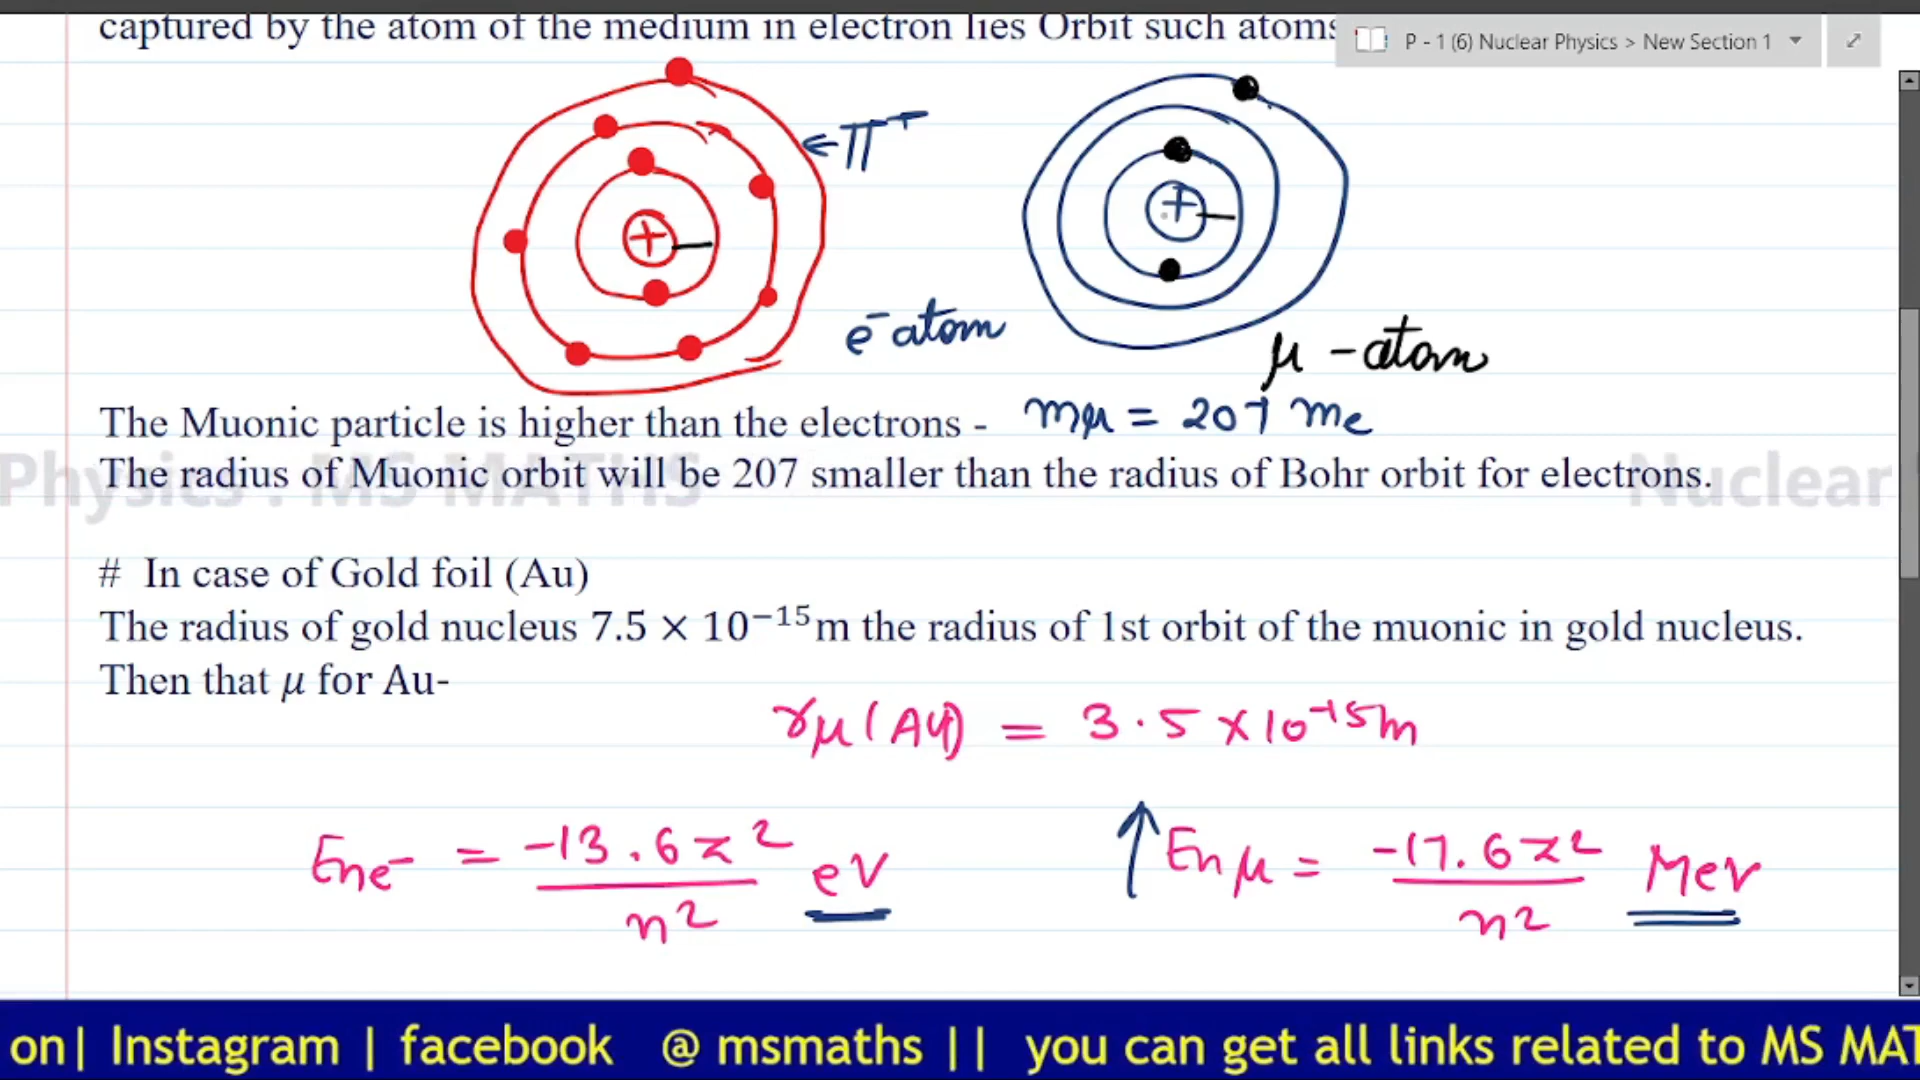 captured by the atom of the medium in electron lies Orbit such atoms
P - 1 (6) Nuclear Physics > New Section 1
π⁻
e⁻ atom
μ - atom
The Muonic particle is higher than the electrons - mμ = 207 me
The radius of Muonic orbit will be 207 smaller than the radius of Bohr orbit for electrons.
Physics : MS MATHS Nuclear
# In case of Gold foil (Au)
The radius of gold nucleus 7.5 × 10⁻¹⁵m the radius of 1st orbit of the muonic in gold nucleus.
Then that μ for Au-
rμ(Au) = 3.5 × 10⁻¹⁵m
Ene⁻ = -13.6z²/n² eV
↑ Enμ = -17.6z²/n² MeV
on| Instagram | facebook @ msmaths || you can get all links related to MS MAT